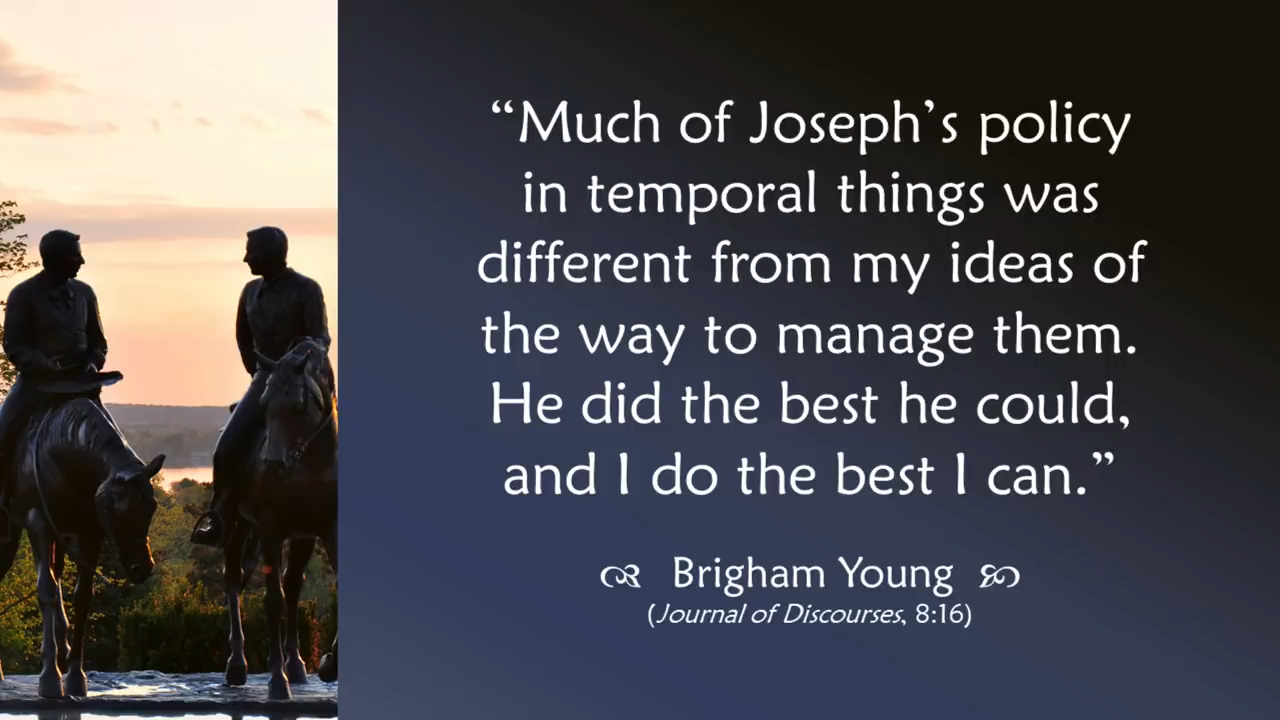 “Much of Joseph’s policy
in temporal things was
different from my ideas of
the way to manage them.
He did the best he could,
and I do the best I can.”
Brigham Young
(Journal of Discourses, 8:16)